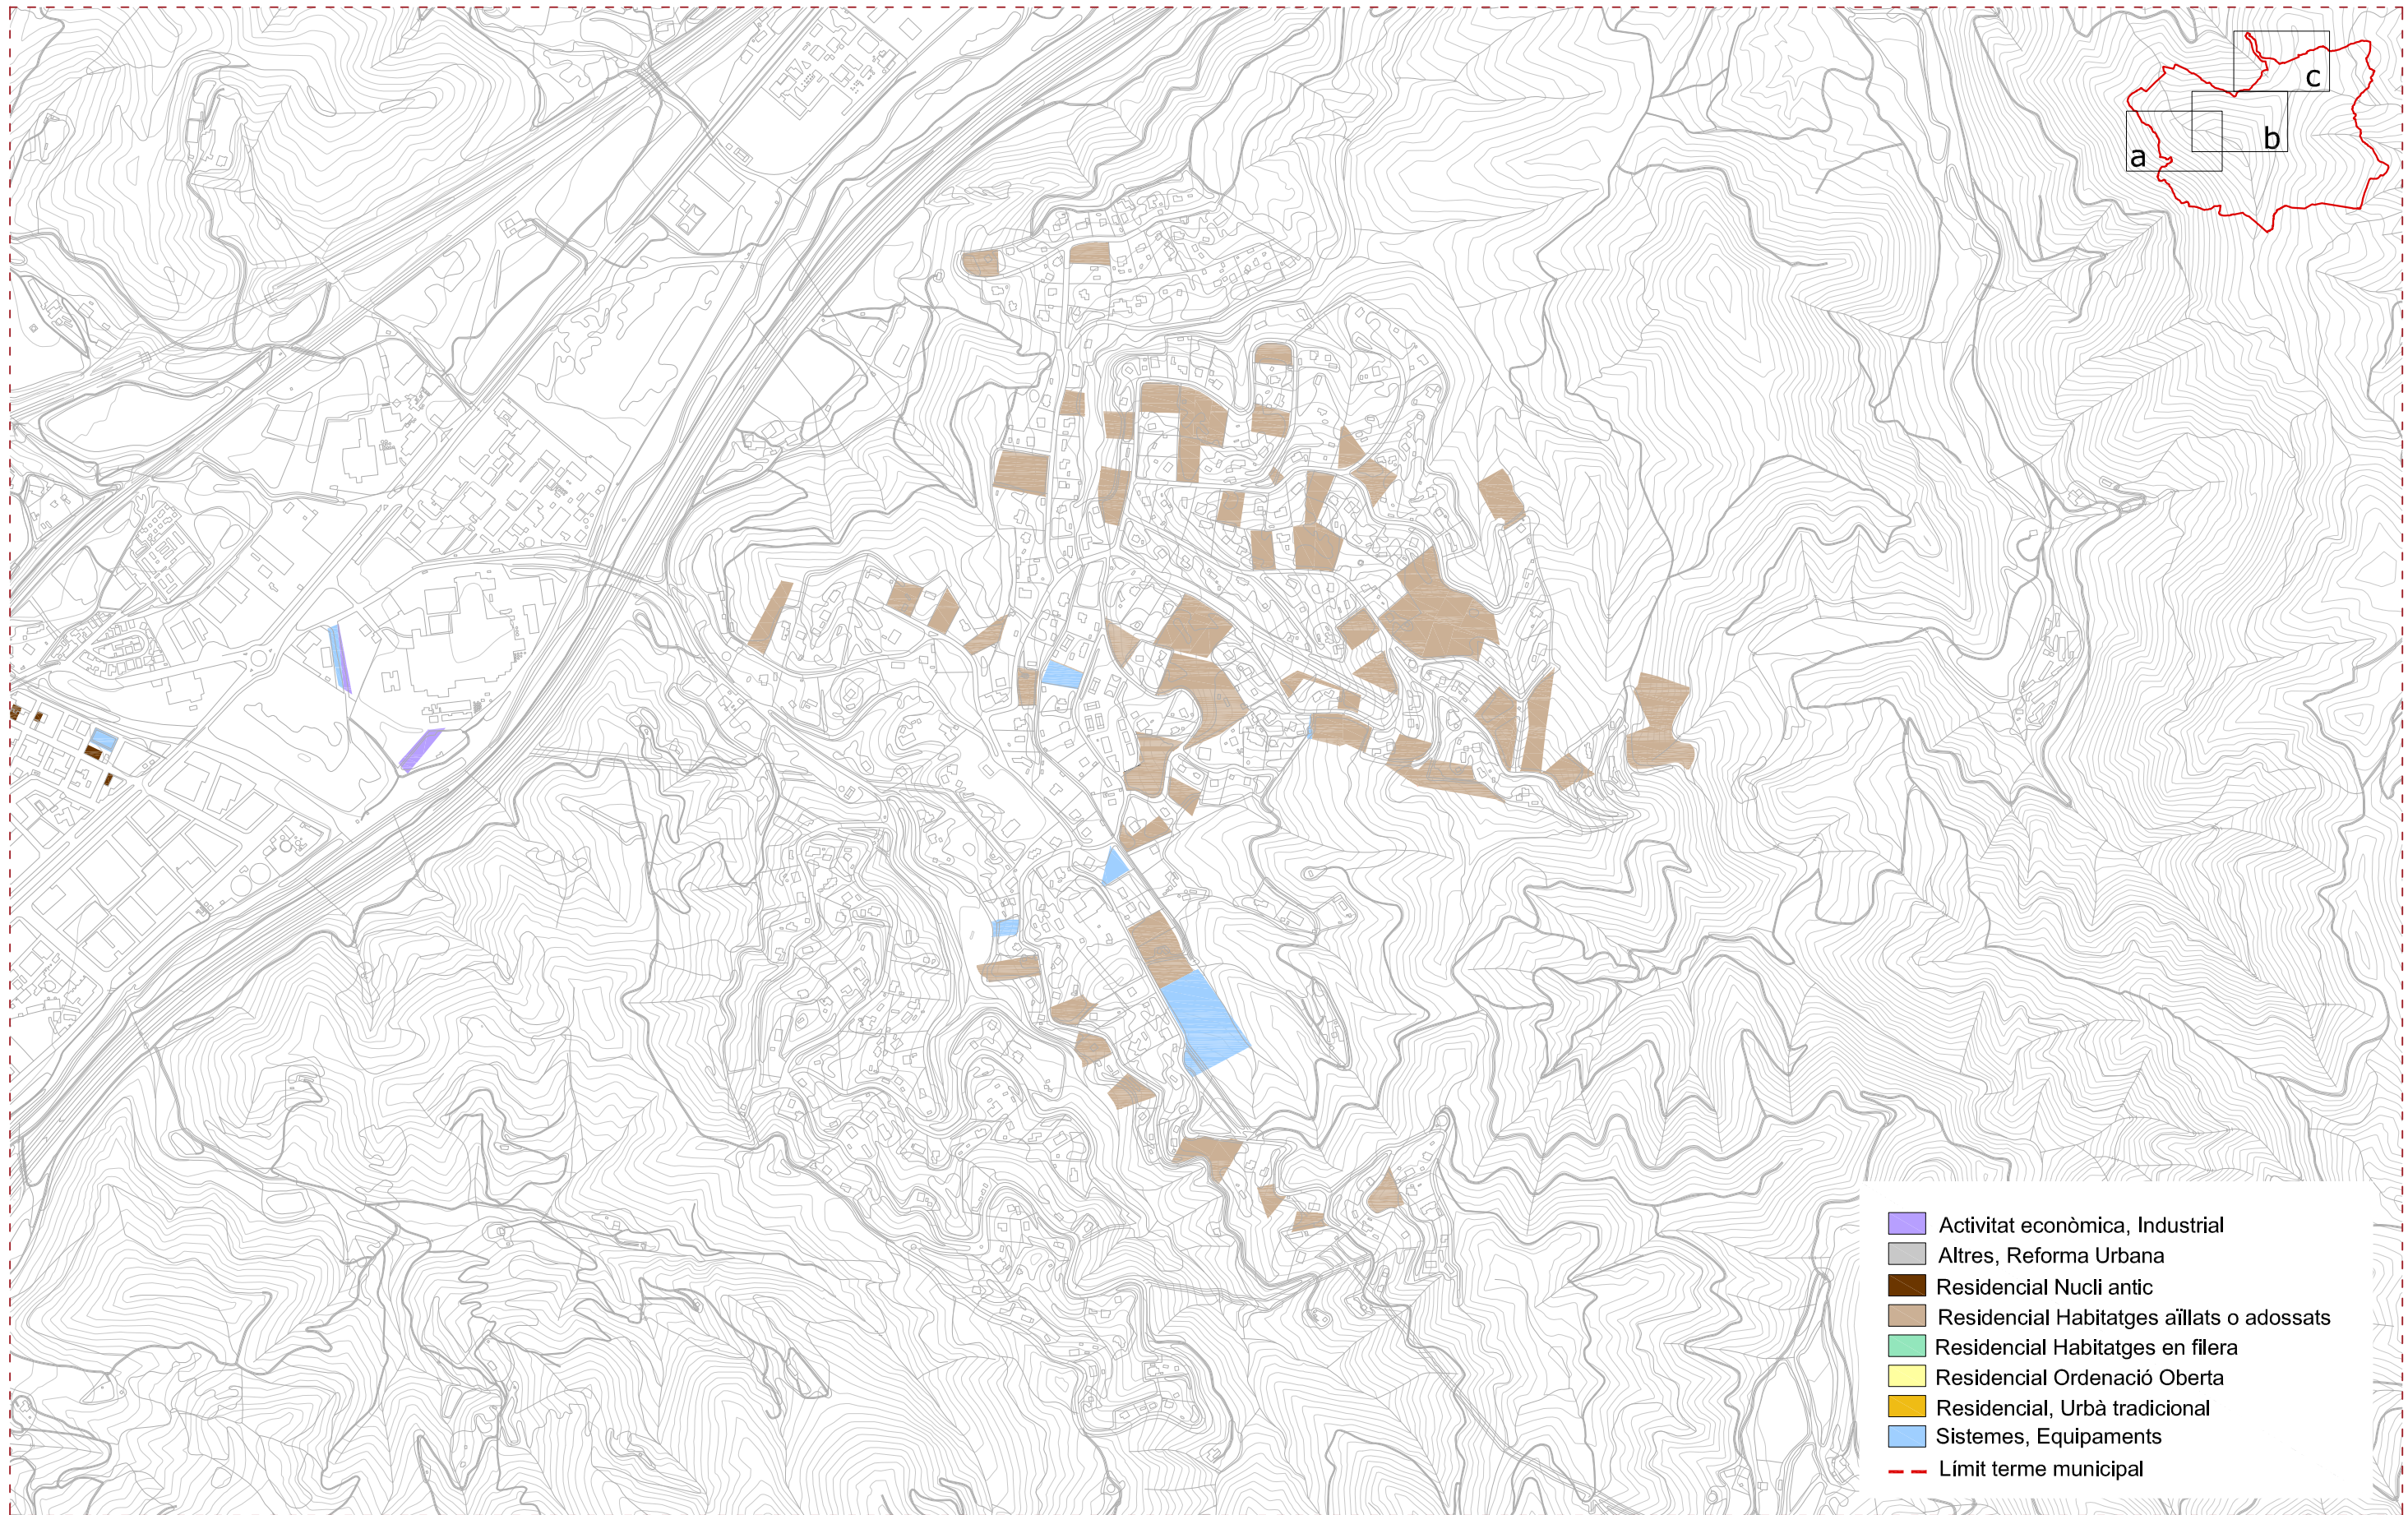 c
b
a
Activitat econòmica, Industrial
Altres, Reforma Urbana
Residencial Nucli antic
Residencial Habitatges aïllats o adossats
Residencial Habitatges en filera
Residencial Ordenació Oberta
Residencial, Urbà tradicional
Sistemes, Equipaments
Límit terme municipal